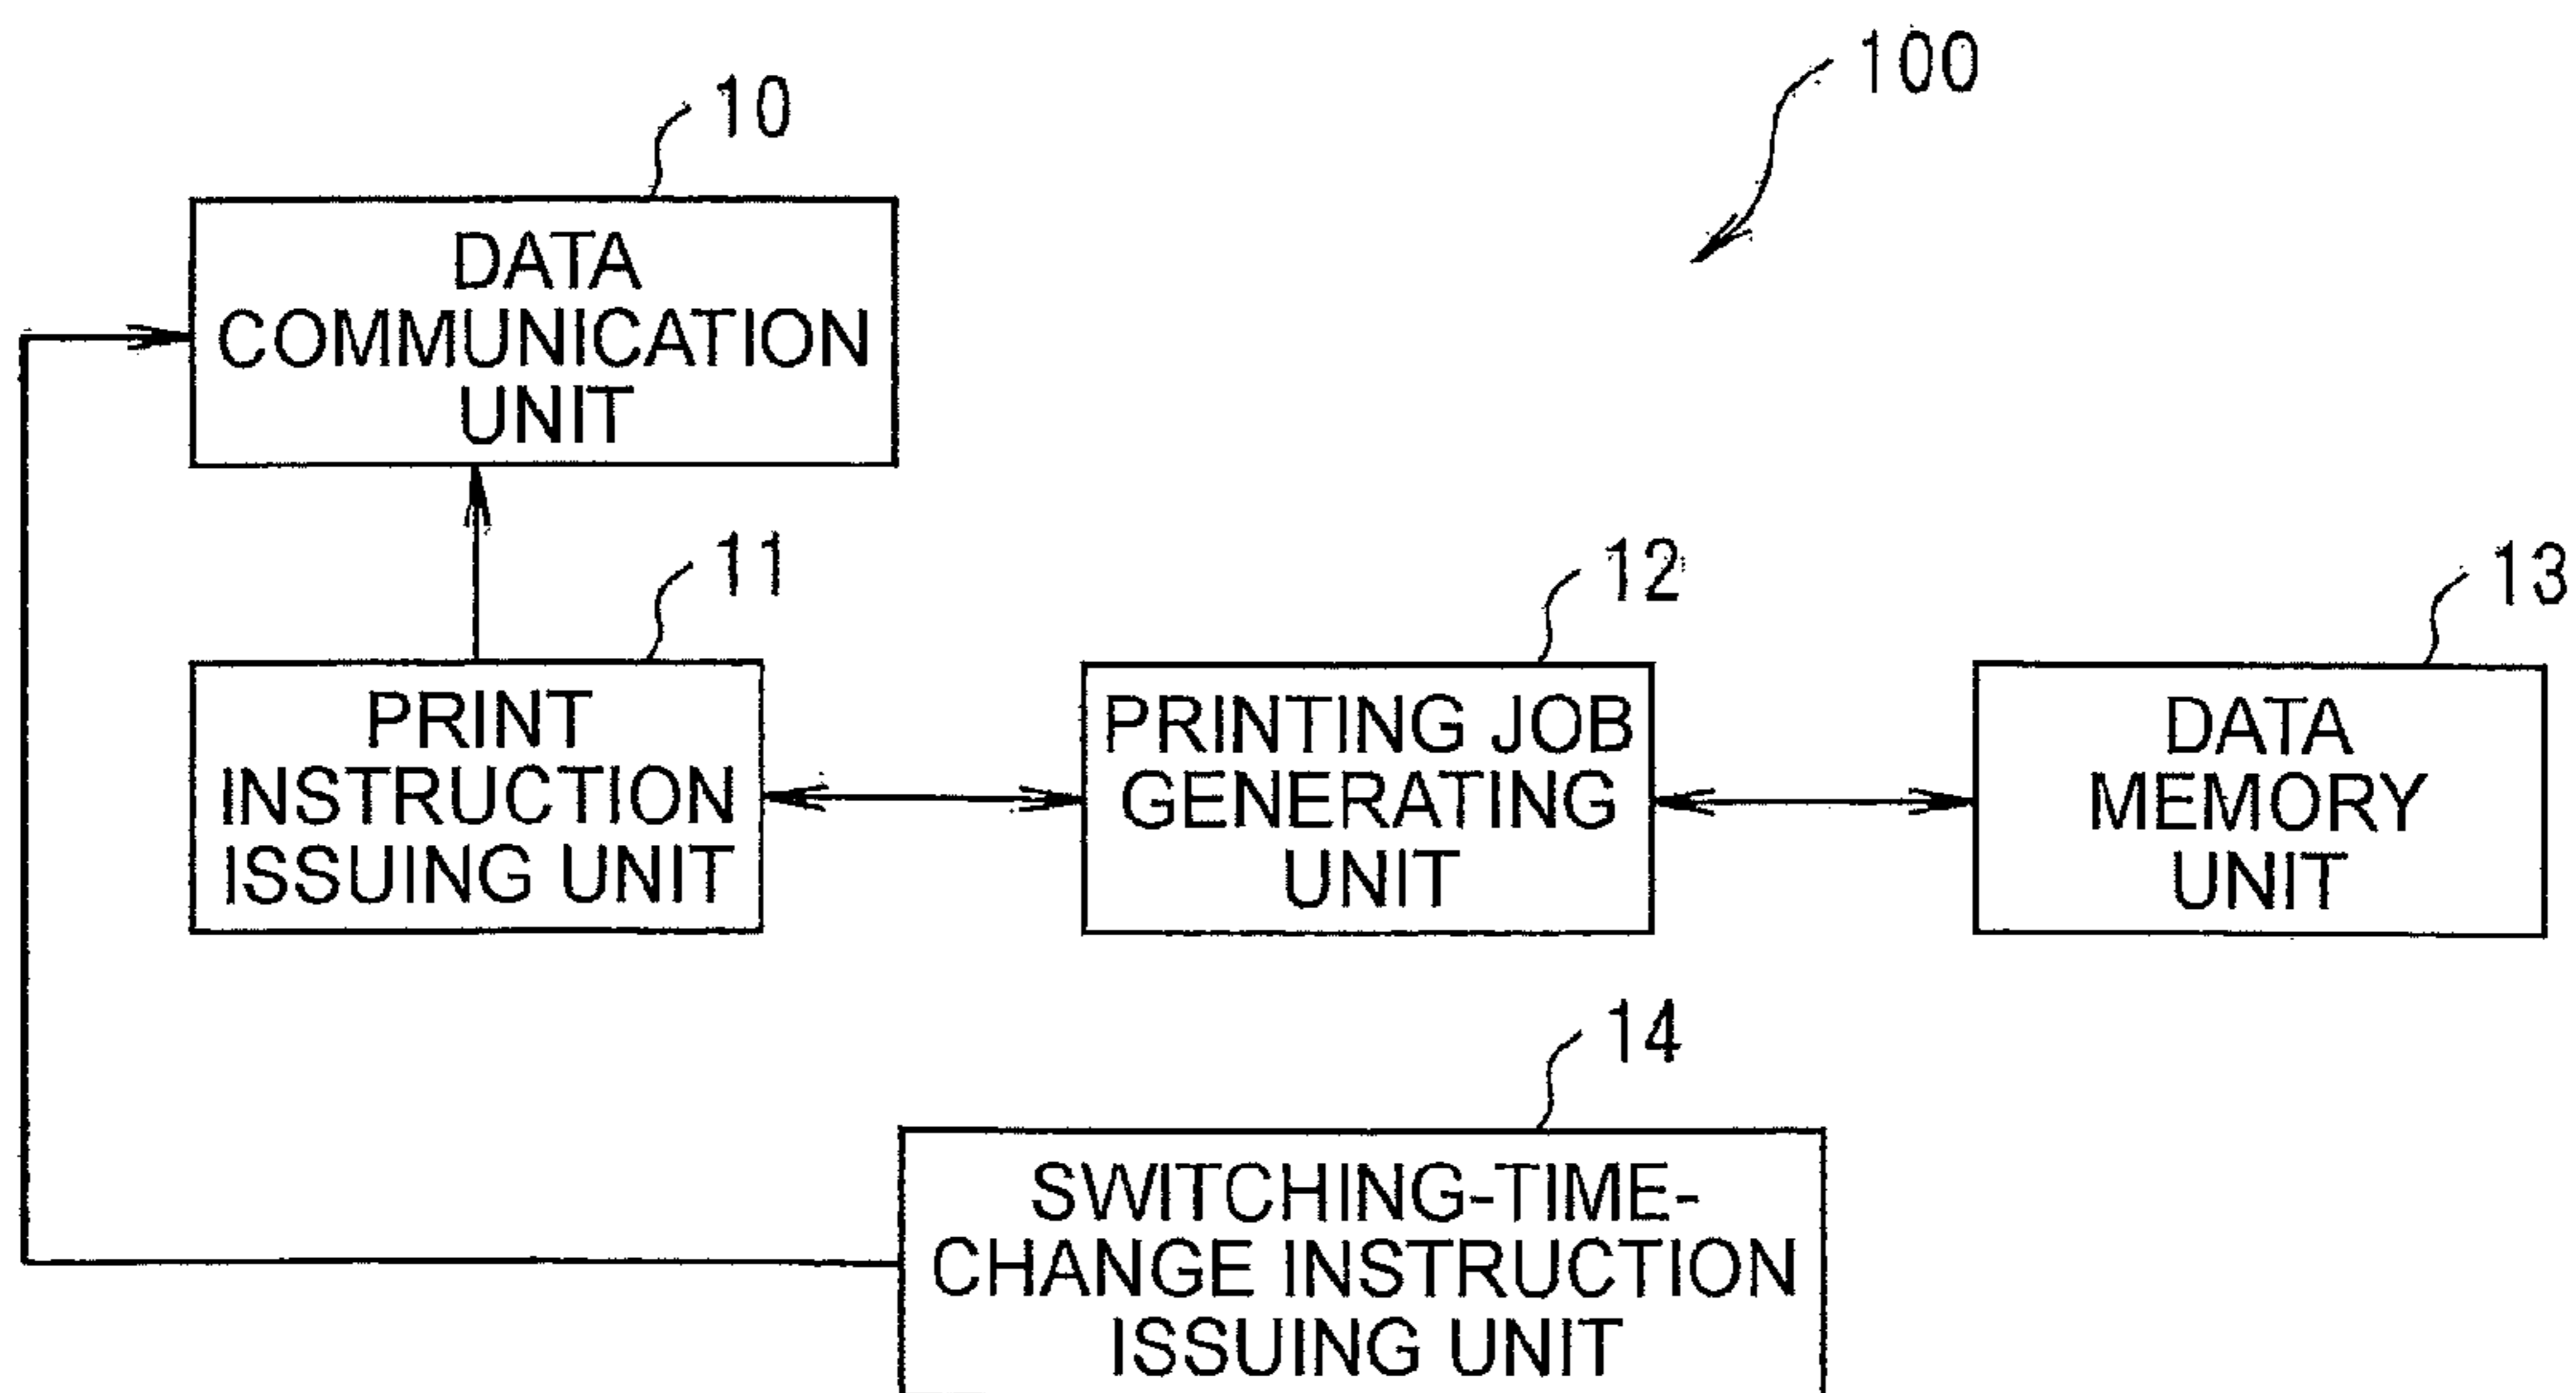 100
10
DATA
COMMUNICATION
UNIT
11
PRINT
INSTRUCTION
ISSUING UNIT
12
PRINTING JOB
GENERATING
UNIT
13
DATA
MEMORY
UNIT
14
SWITCHING-TIME-
CHANGE INSTRUCTION
ISSUING UNIT